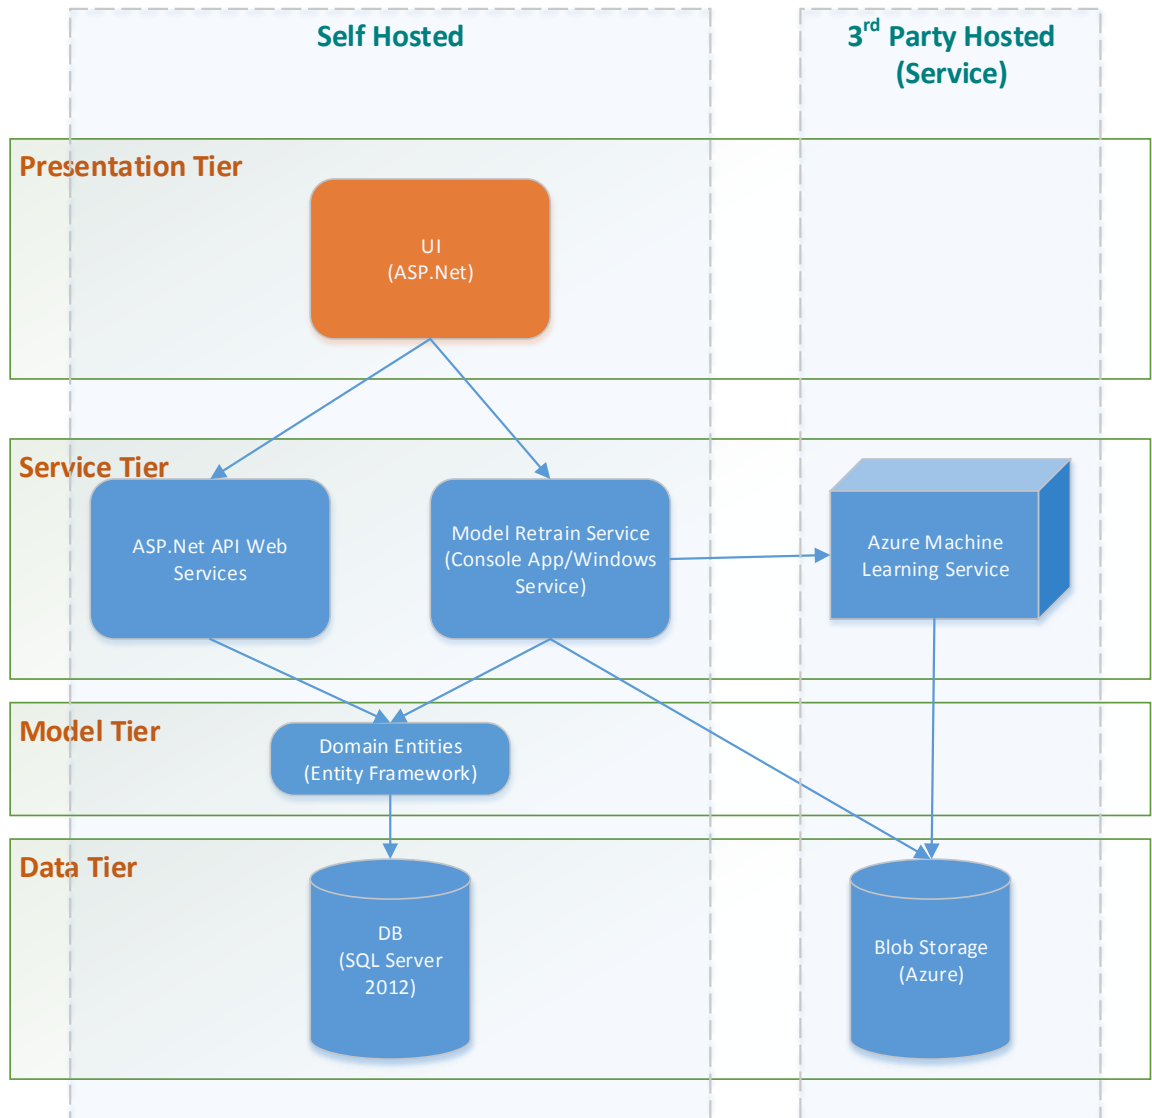 Self Hosted
3rd Party Hosted
(Service)
Presentation Tier
UI
(ASP.Net)
Service Tier
ASP.Net API Web
Services
Model Retrain Service
(Console App/Windows
Service)
Azure Machine
Learning Service
Model Tier
Domain Entities
(Entity Framework)
Data Tier
DB
(SQL Server
2012)
Blob Storage
(Azure)